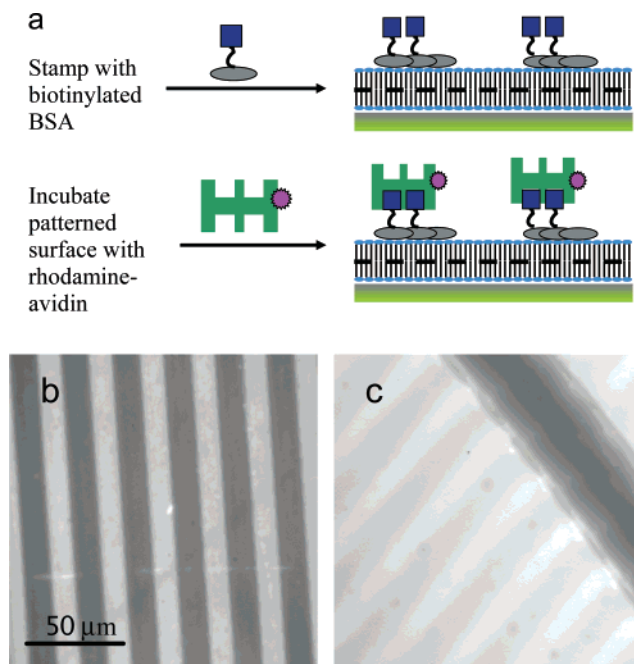 a
Stamp with
biotinylated
BSA
Incubate
patterned
surface with
rhodamine-
avidin
b
c
50 μm